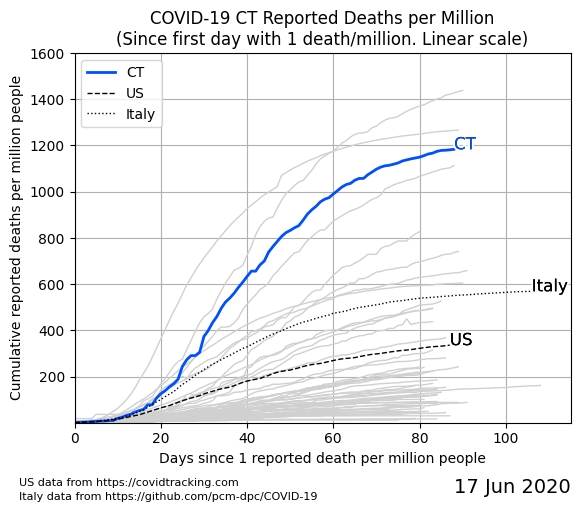 COVID-19 CT Reported Deaths per Million
(Since first day with 1 death/million. Linear scale)
Cumulative reported deaths per million people
1600
1400
1200
1000
800
600
400
200
CT
US
Italy
CT
Italy
US
0 20 40 60 80 100
Days since 1 reported death per million people
US data from https://covidtracking.com
Italy data from https://github.com/pcm-dpc/COVID-19
17 Jun 2020